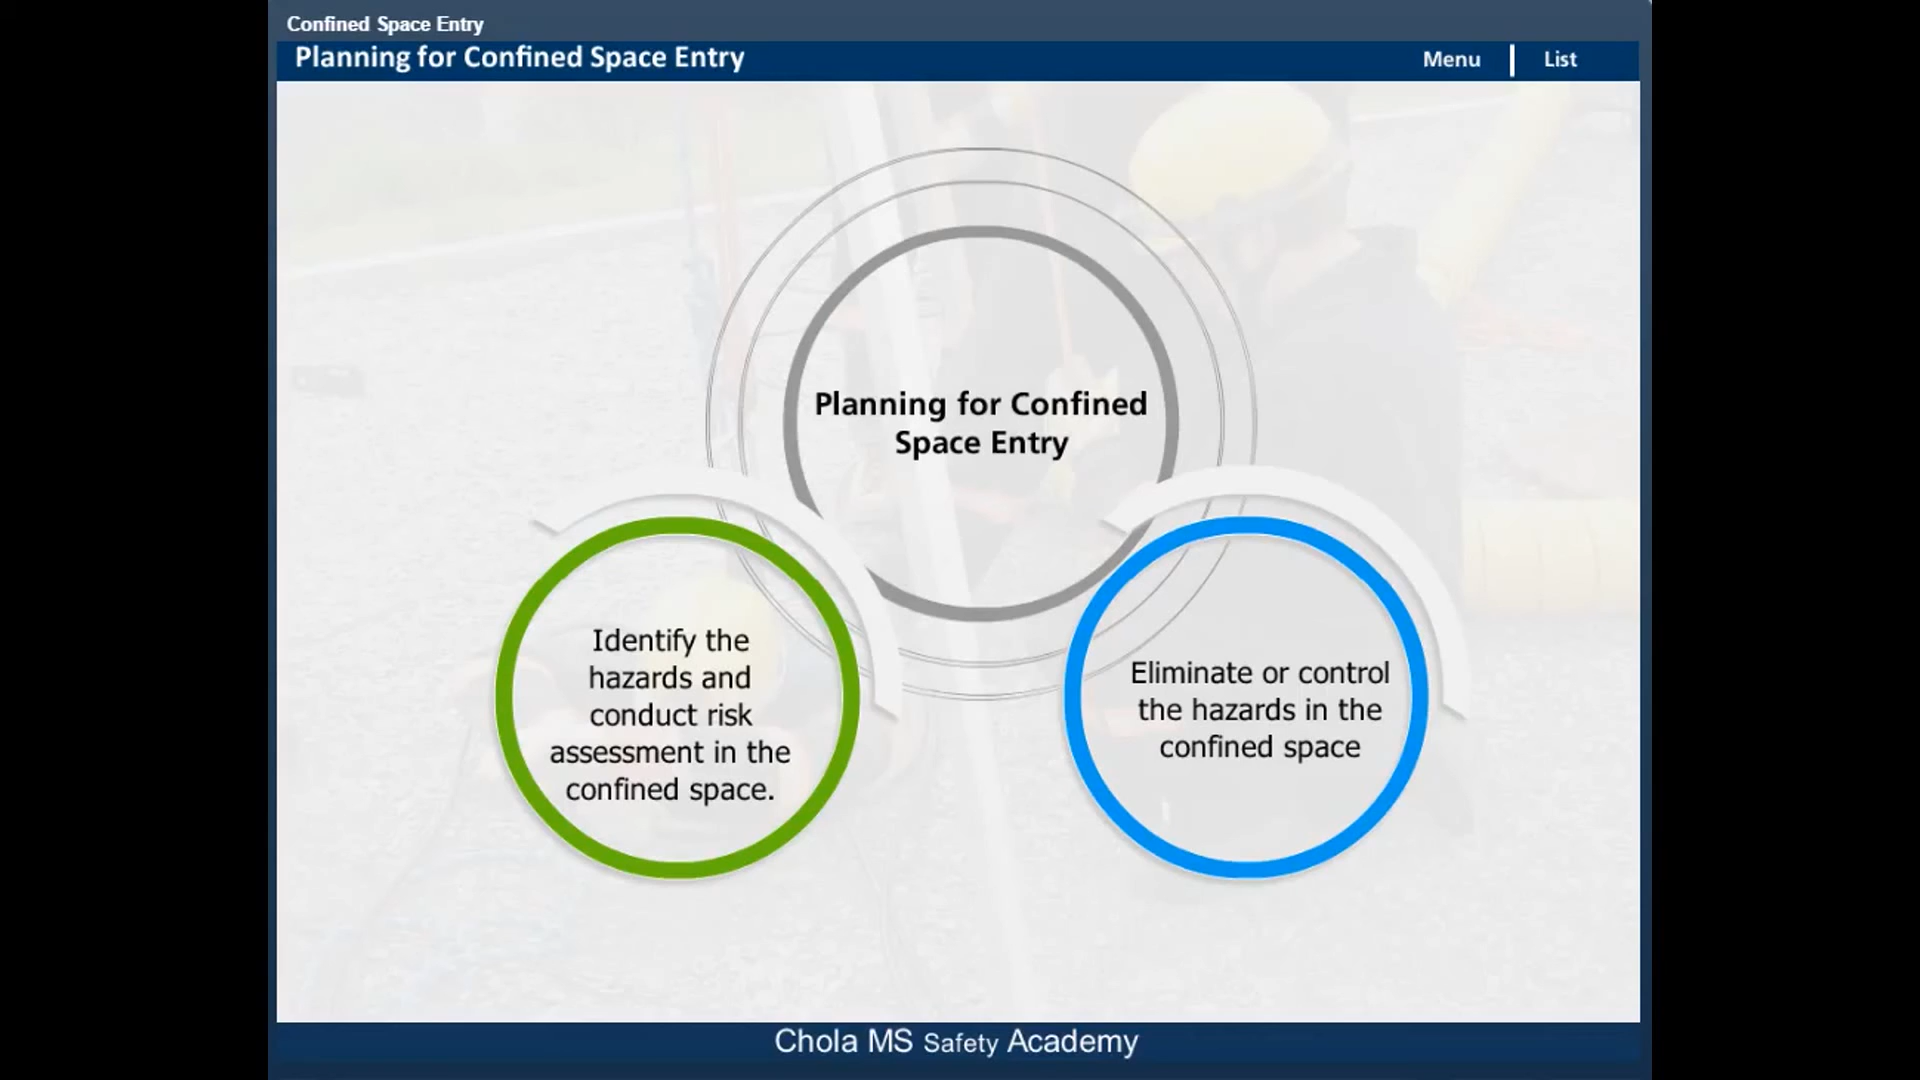 Confined Space Entry
Planning for Confined Space Entry
Menu
List
Planning for Confined
Space Entry
Identify the
hazards and
conduct risk
assessment in the
confined space.
Eliminate or control
the hazards in the
confined space
Chola MS Safety Academy